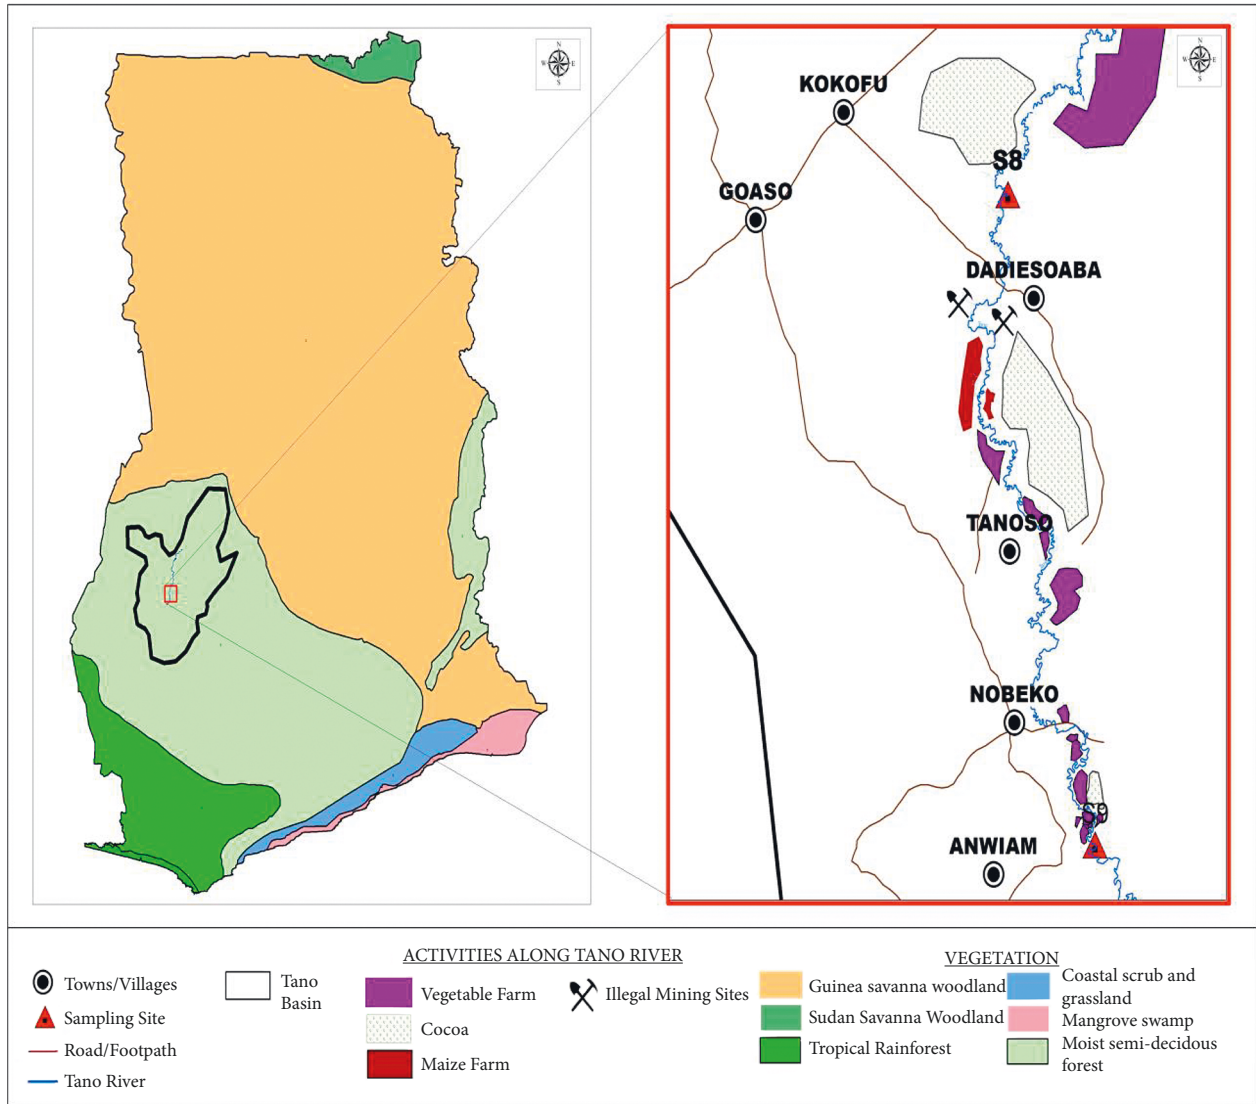 N
W E
S
N
W E
S
KOKOFU
S8
GOASO
DADIESOABA
TANOSO
NOBEKO
S9
ANWIAM
ACTIVITIES ALONG TANO RIVER
VEGETATION
Towns/Villages
Sampling Site
Road/Footpath
Tano River
Tano
Basin
Vegetable Farm
Cocoa
Maize Farm
Illegal Mining Sites
Guinea savanna woodland
Sudan Savanna Woodland
Tropical Rainforest
Coastal scrub and
grassland
Mangrove swamp
Moist semi-decidous
forest